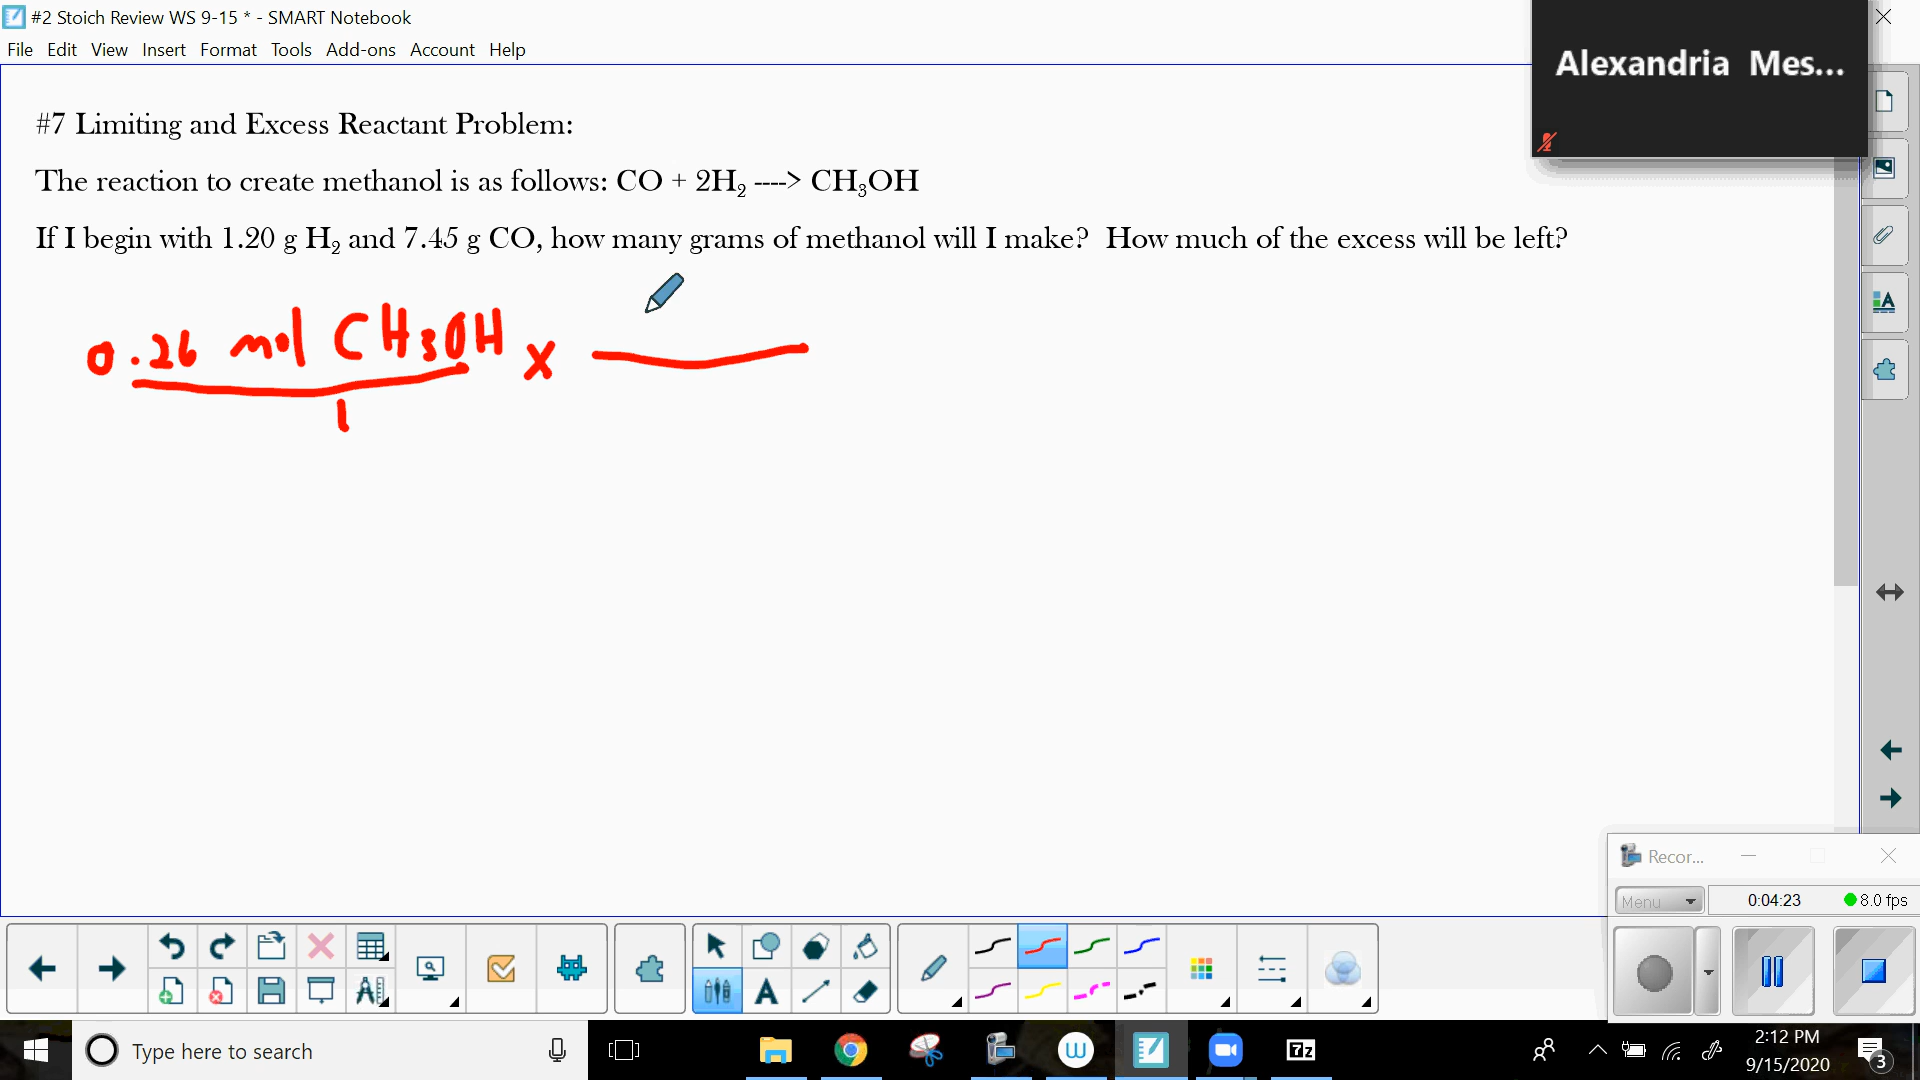 #2 Stoich Review WS 9-15 * - SMART Notebook
File Edit View Insert Format Tools Add-ons Account Help
Alexandria Mes...
#7 Limiting and Excess Reactant Problem:
The reaction to create methanol is as follows: CO + 2H₂ ----> CH₃OH
If I begin with 1.20 g H₂ and 7.45 g CO, how many grams of methanol will I make? How much of the excess will be left?
0.26 mol CH3OH x
1
Recor...
Menu
0:04:23
8.0 fps
Type here to search
2:12 PM
9/15/2020
3